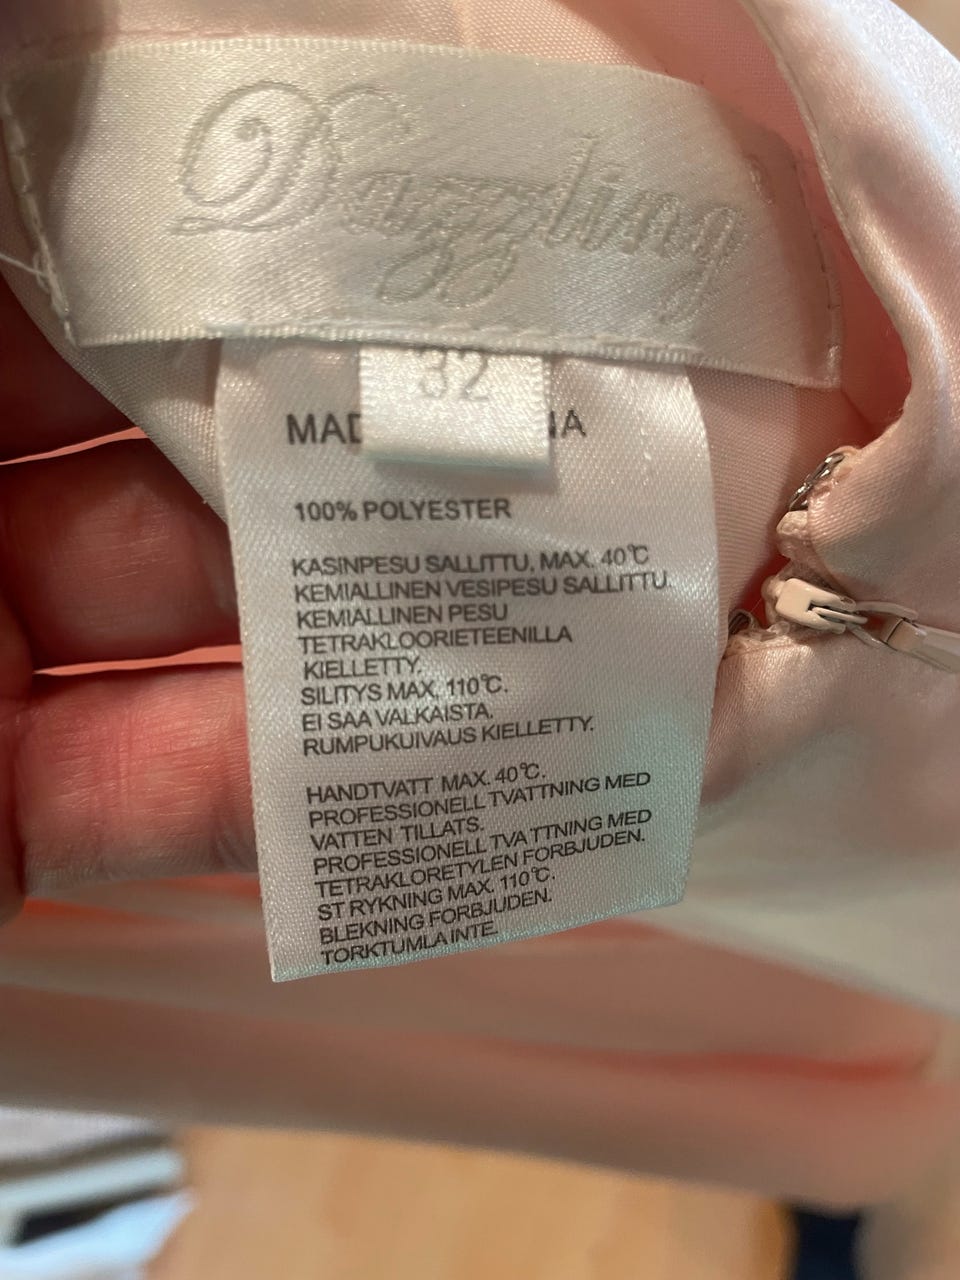 Dazzling
32
MAD
NA
100% POLYESTER
KASINPESU SALLITTU, MAX. 40°C
KEMIALLINEN VESIPESU SALLITTU.
KEMIALLINEN PESU
TETRAKLOORIETEENILLA
KIELLETTY.
SILITYS MAX. 110°C.
EI SAA VALKAISTA.
RUMPUKUIVAUS KIELLETTY.
HANDTVATT MAX. 40°C.
PROFESSIONELL TVATTNING MED
VATTEN TILLATS.
PROFESSIONELL TVA TTNING MED
TETRAKLORETYLEN FORBJUDEN.
ST RYKNING MAX. 110°C.
BLEKNING FORBJUDEN.
TORKTUMLA INTE.